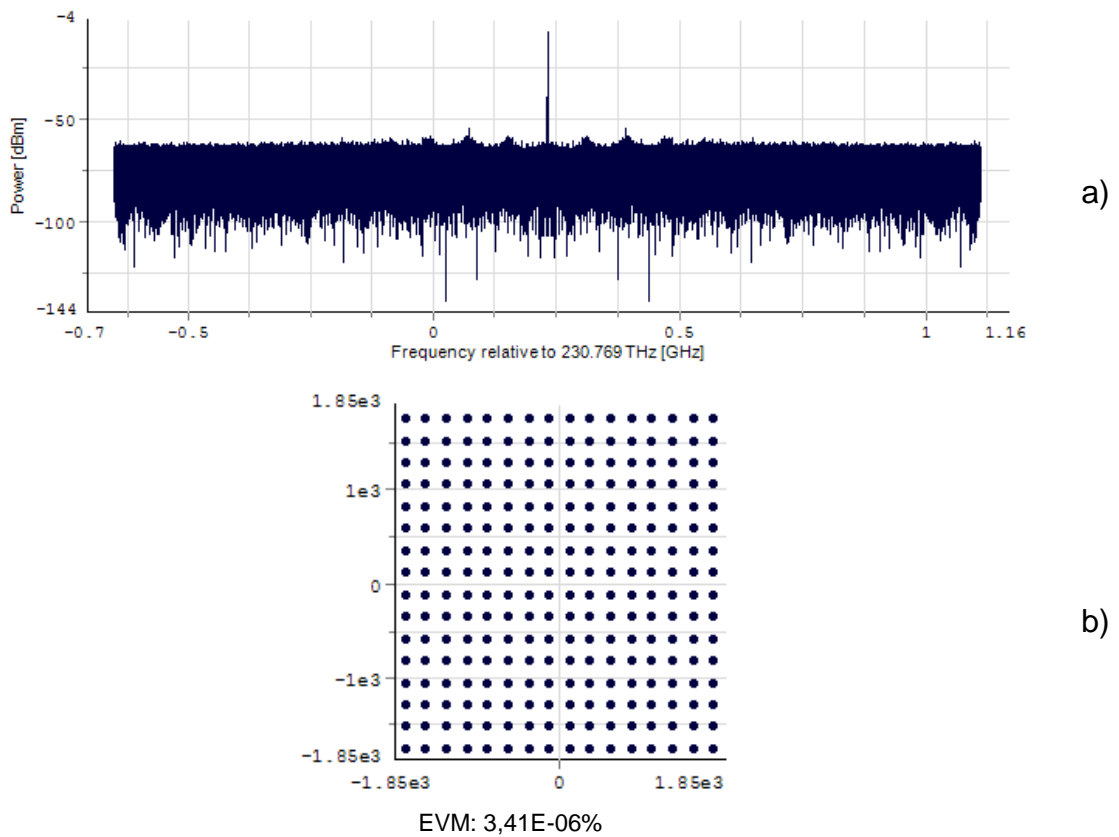 -4
-50
-100
-144
Power [dBm]
-0.7 -0.5 0 0.5 1 1.16
Frequency relative to 230.769 THz [GHz]
a)
1.85e3
1e3
0
-1e3
-1.85e3
-1.85e3 0 1.85e3
b)
EVM: 3,41E-06%